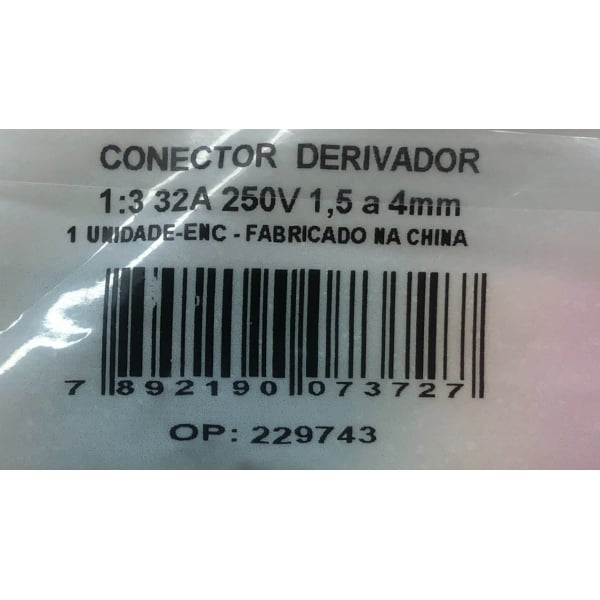 CONECTOR DERIVADOR
1:3 32A 250V 1,5 a 4mm
1 UNIDADE-ENC - FABRICADO NA CHINA
7 892190 073727
OP: 229743